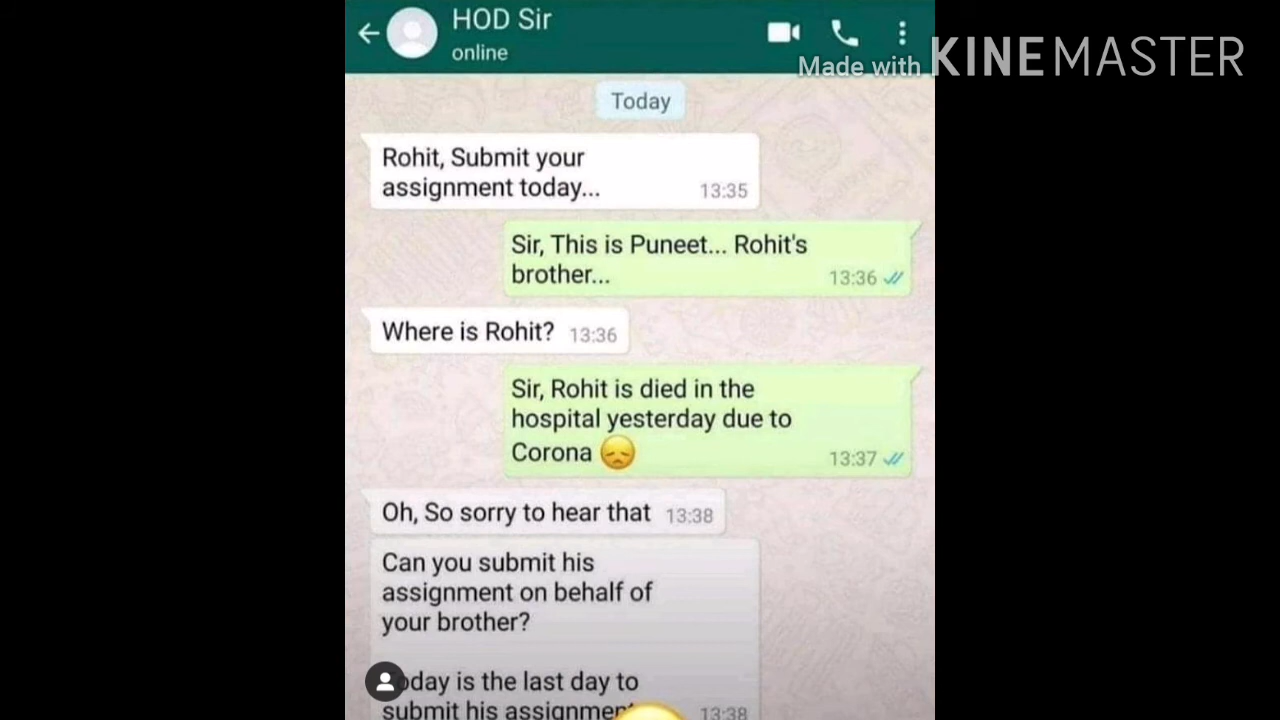 HOD Sir
online
Made with KINEMASTER
Today
Rohit, Submit your
assignment today...
13:35
Sir, This is Puneet... Rohit's
brother...
13:36
Where is Rohit? 13:36
Sir, Rohit is died in the
hospital yesterday due to
Corona 😞
13:37
Oh, So sorry to hear that 13:38
Can you submit his
assignment on behalf of
your brother?
oday is the last day to
submit his assignmen
13:38